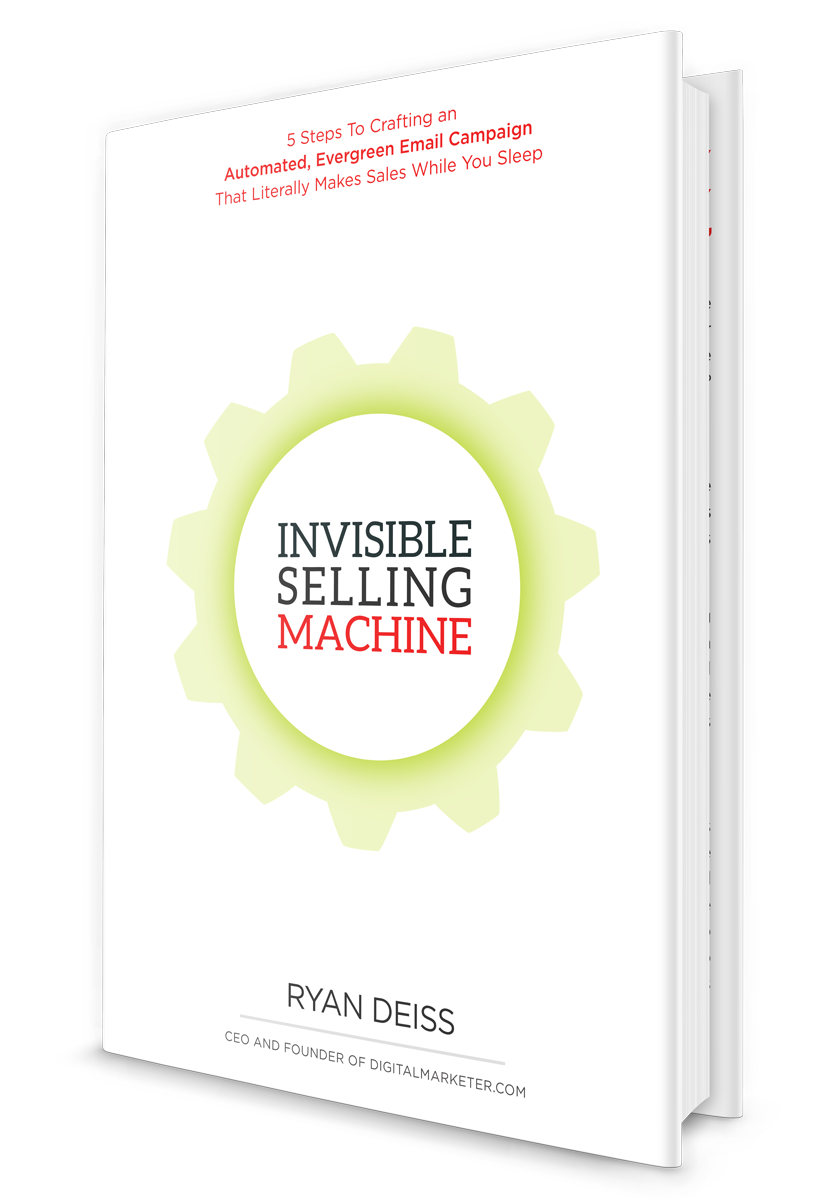 5 Steps To Crafting an
Automated, Evergreen Email Campaign
That Literally Makes Sales While You Sleep
INVISIBLE
SELLING
MACHINE
RYAN DEISS
CEO AND FOUNDER OF DIGITALMARKETER.COM